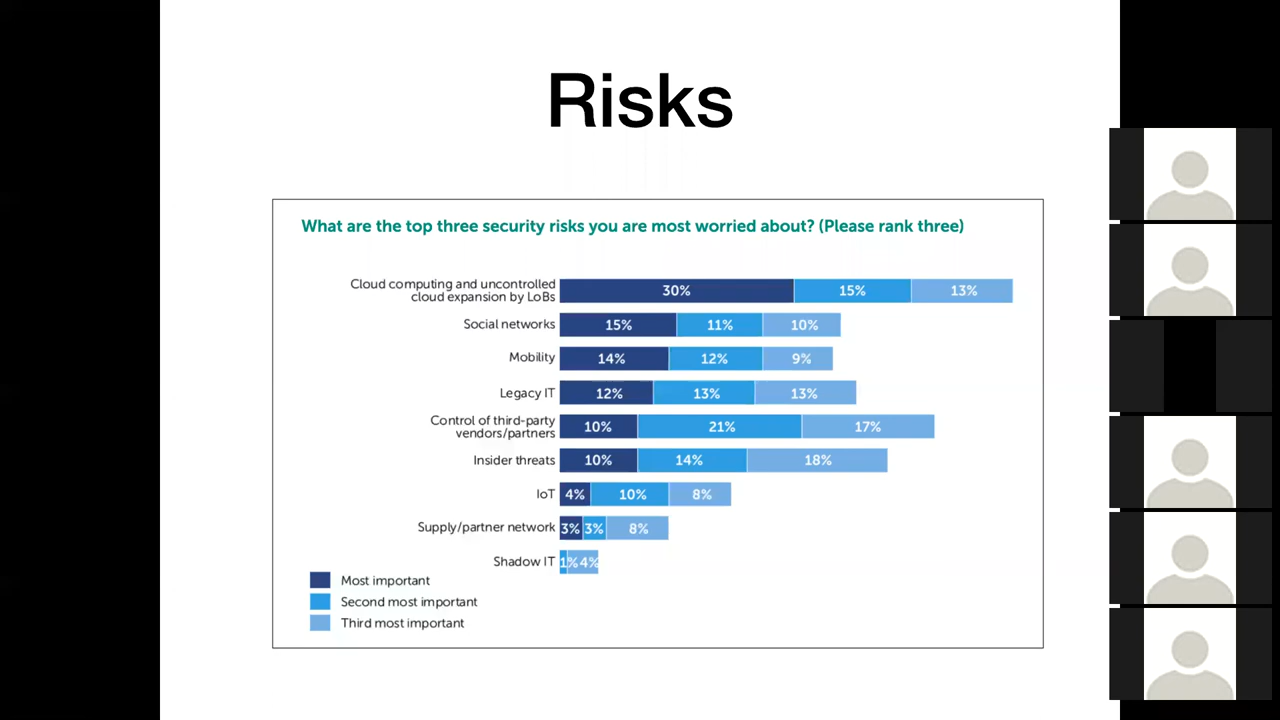 Risks
What are the top three security risks you are most worried about? (Please rank three)
Cloud computing and uncontrolled
cloud expansion by LoBs
30% 15% 13%
Social networks 15% 11% 10%
Mobility 14% 12% 9%
Legacy IT 12% 13% 13%
Control of third-party
vendors/partners
10% 21% 17%
Insider threats 10% 14% 18%
IoT 4% 10% 8%
Supply/partner network 3% 3% 8%
Shadow IT 1% 4%
Most important
Second most important
Third most important